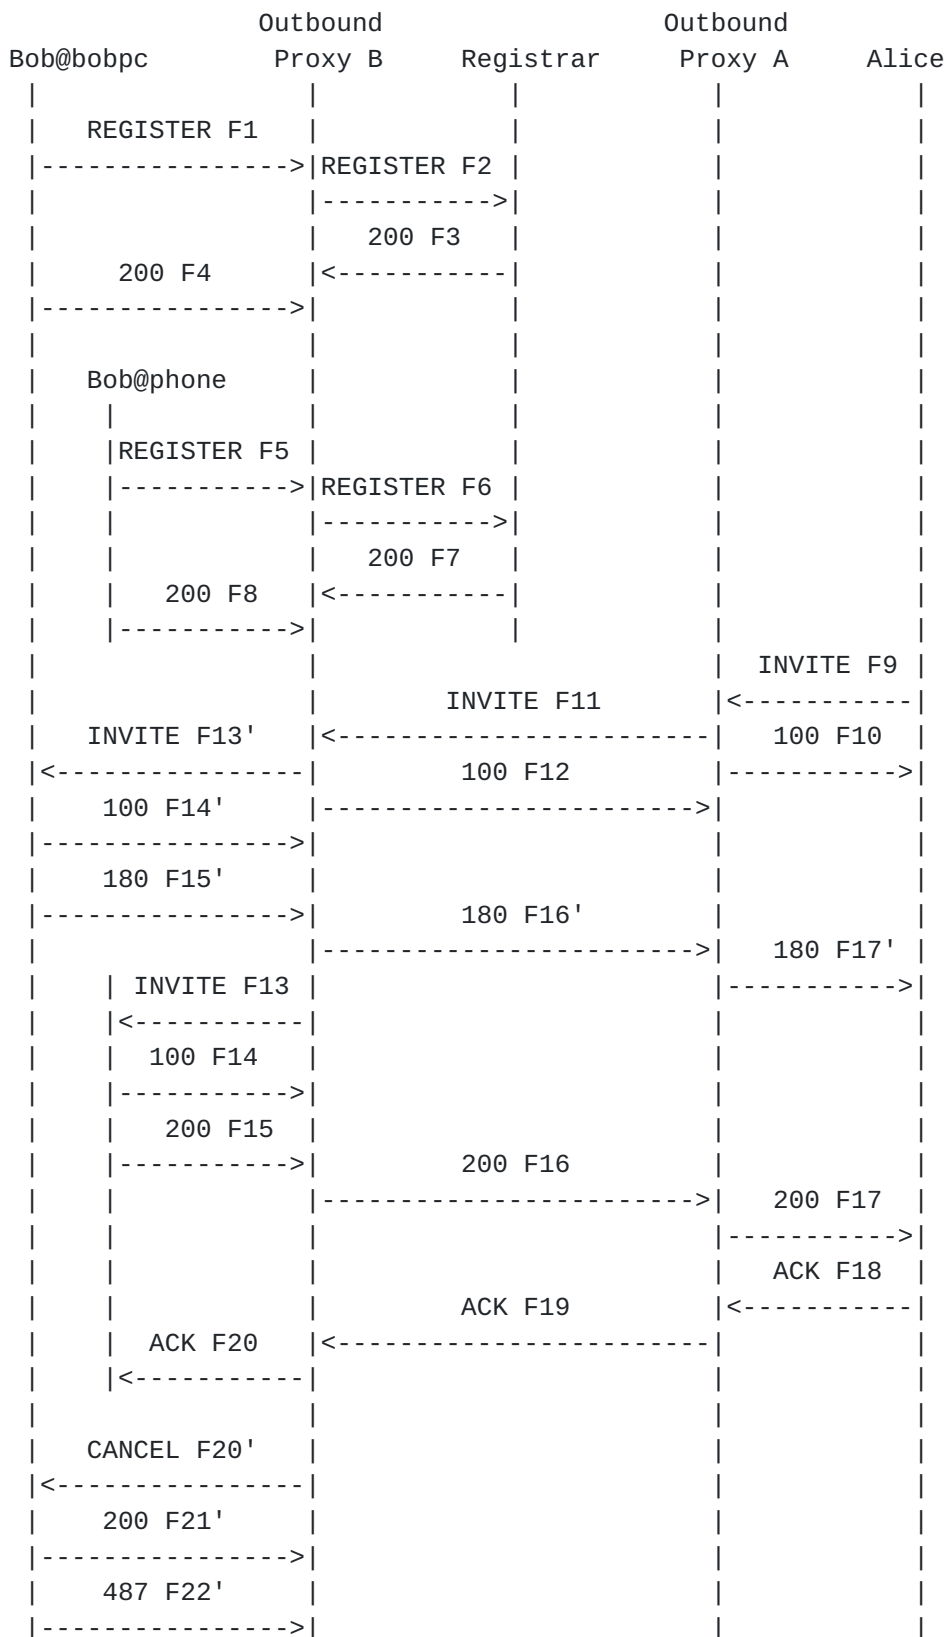 Outbound Outbound
Bob@bobpc Proxy B Registrar Proxy A Alice
REGISTER F1
REGISTER F2
200 F3
200 F4
Bob@phone
REGISTER F5
REGISTER F6
200 F7
200 F8
INVITE F9
INVITE F11
INVITE F13' 100 F10
100 F12
100 F14'
180 F15'
180 F16'
180 F17'
INVITE F13
100 F14
200 F15
200 F16
200 F17
ACK F18
ACK F19
ACK F20
CANCEL F20'
200 F21'
487 F22'